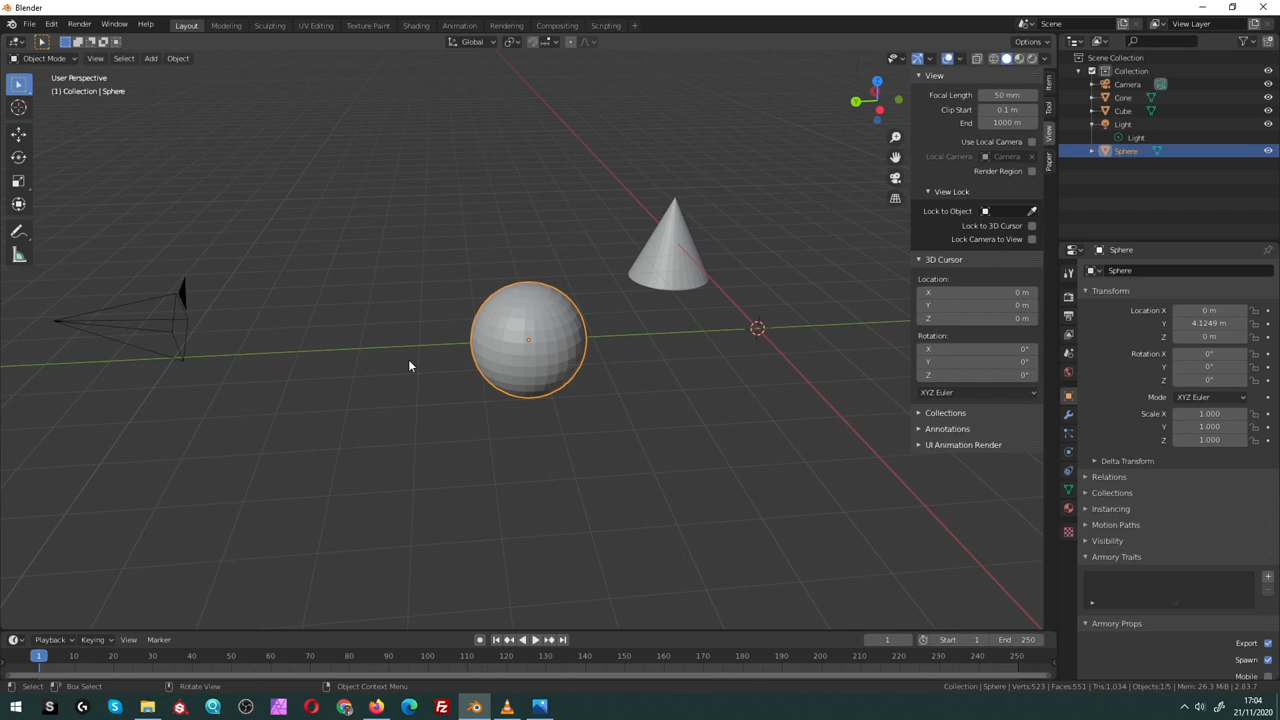 Blender
File Edit Render Window Help Layout Modeling Sculpting UV Editing Texture Paint Shading Animation Rendering Compositing Scripting + Scene View Layer
Global Options
Object Mode View Select Add Object
User Perspective
(1) Collection | Sphere
Z
Y
View
Focal Length 50 mm
Clip Start 0.1 m
End 1000 m
Use Local Camera
Local Camera Camera
Render Region
View Lock
Lock to Object
Lock to 3D Cursor
Lock Camera to View
3D Cursor
Location:
X 0 m
Y 0 m
Z 0 m
Rotation:
X 0°
Y 0°
Z 0°
XYZ Euler
Collections
Annotations
UI Animation Render
Item
Tool
View
Paper
Scene Collection
Collection
Camera
Cone
Cube
Light
Light
Sphere
Sphere
Sphere
Transform
Location X 0 m
Y 4.1249 m
Z 0 m
Rotation X 0°
Y 0°
Z 0°
Mode XYZ Euler
Scale X 1.000
Y 1.000
Z 1.000
Delta Transform
Relations
Collections
Instancing
Motion Paths
Visibility
Armory Traits
Armory Props
Export
Spawn
Mobile
Playback Keying View Marker 1 Start 1 End 250
1 10 20 30 40 50 60 70 80 90 100 110 120 130 140 150 160 170 180 190 200 210 220 230 240 250
Select Box Select Rotate View Object Context Menu Collection | Sphere | Verts:523 | Faces:551 | Tris:1,034 | Objects:1/5 | Mem: 26.3 MiB | 2.83.7
17:04
21/11/2020